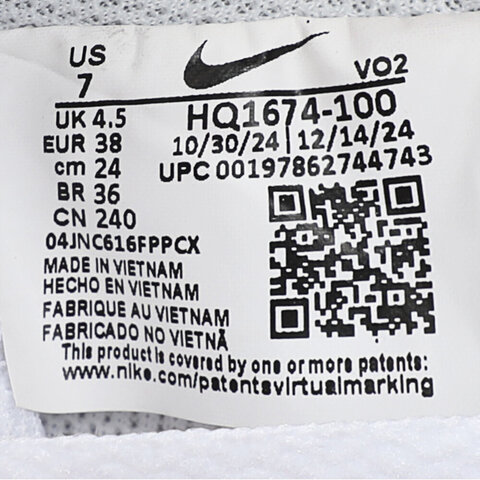 US
7
VO2
UK 4.5
EUR 38
cm 24
BR 36
CN 240
HQ1674-100
10/30/24 | 12/14/24
UPC 00197862744743
04JNC616FPPCX
MADE IN VIETNAM
HECHO EN VIETNAM
FABRIQUE AU VIETNAM
FABRICADO NO VIETNÃ
This product is covered by one or more patents:
www.nike.com/patentsvirtualmarking